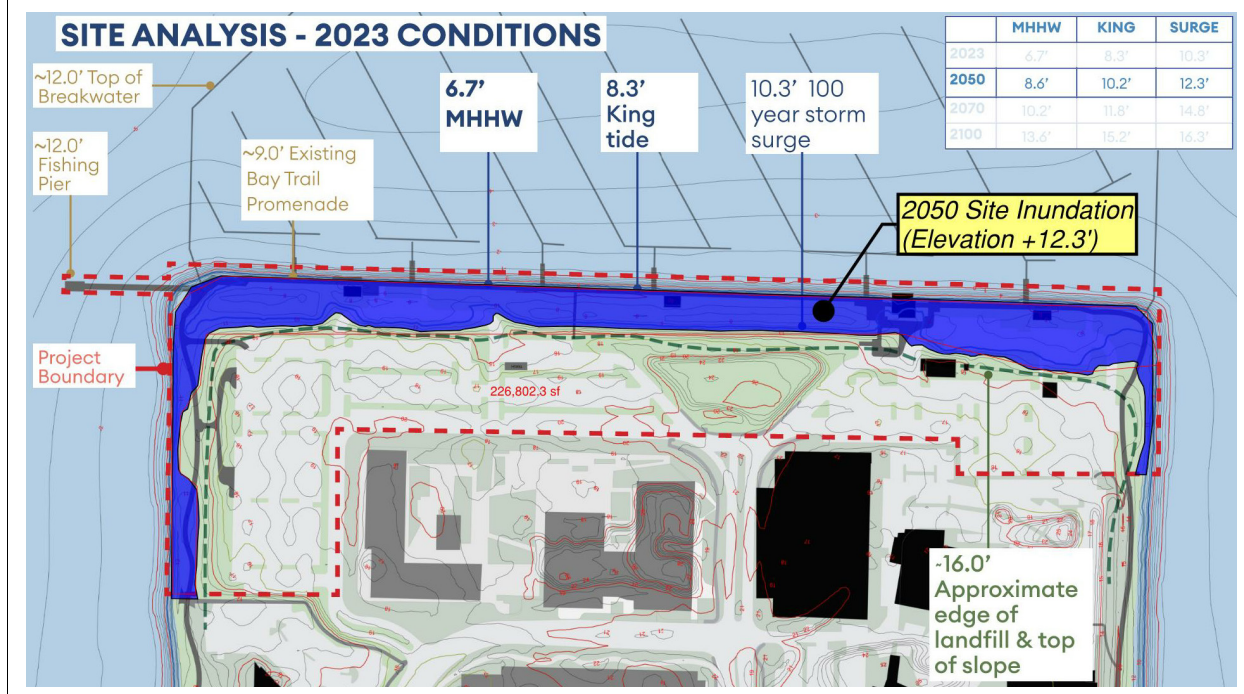 SITE ANALYSIS - 2023 CONDITIONS
MHHW KING SURGE
2023 6.7’ 8.3’ 10.3’
2050 8.6’ 10.2’ 12.3’
2070 10.2’ 11.8’ 14.8’
2100 13.6’ 15.2’ 16.3’
~12.0’ Top of
Breakwater
6.7’
MHHW
8.3’
King
tide
10.3’ 100
year storm
surge
~12.0’
Fishing
Pier
~9.0’ Existing
Bay Trail
Promenade
2050 Site Inundation
(Elevation +12.3')
Project
Boundary
226,802.3 sf
~16.0’
Approximate
edge of
landfill & top
of slope